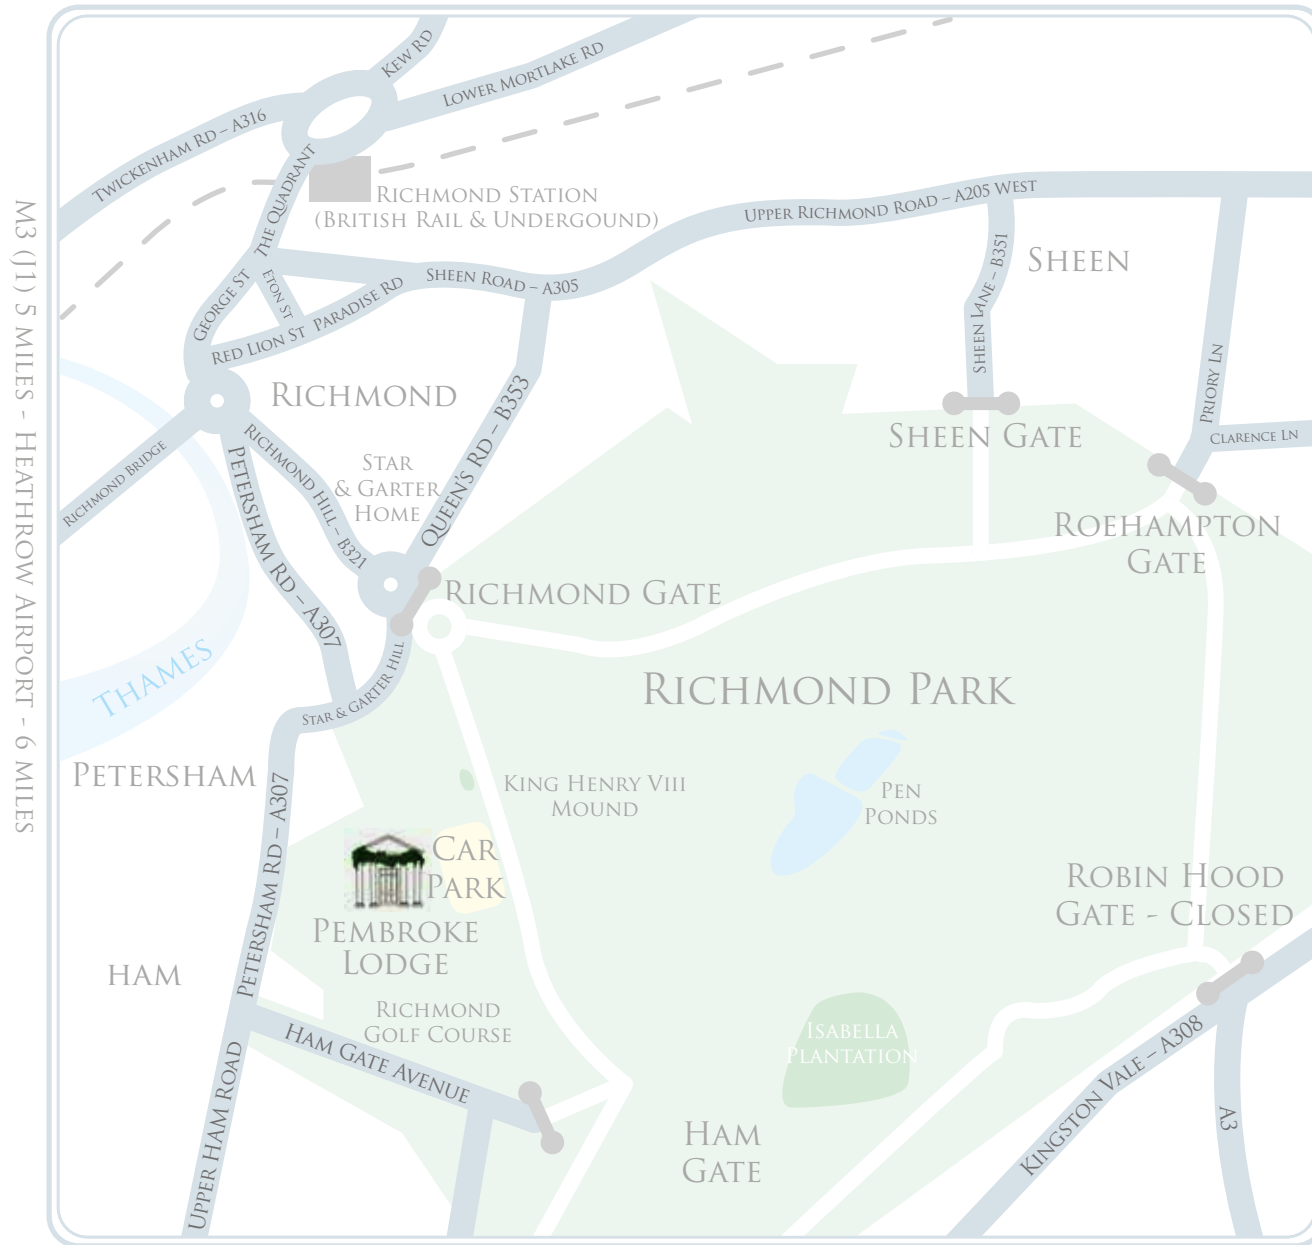 KEW RD
LOWER MORTLAKE RD
TWICKENHAM RD – A316
THE QUADRANT
RICHMOND STATION
(BRITISH RAIL & UNDERGOUND)
UPPER RICHMOND ROAD – A205 WEST
M3 (J1) 5 MILES - HEATHROW AIRPORT - 6 MILES
SHEEN
SHEEN LANE – B351
GEORGE ST
ETON ST
SHEEN ROAD – A305
RED LION ST
PARADISE RD
PRIORY LN
CLARENCE LN
RICHMOND
SHEEN GATE
RICHMOND BRIDGE
PETERSHAM RD – A307
RICHMOND HILL – B321
STAR
& GARTER
HOME
QUEEN'S RD – B353
ROEHAMPTON
GATE
RICHMOND GATE
THAMES
STAR & GARTER HILL
RICHMOND PARK
PETERSHAM
KING HENRY VIII
MOUND
PEN
PONDS
PETERSHAM RD – A307
CAR
PARK
PEMBROKE
LODGE
ROBIN HOOD
GATE - CLOSED
HAM
RICHMOND
GOLF COURSE
ISABELLA
PLANTATION
HAM GATE AVENUE
UPPER HAM ROAD
HAM
GATE
KINGSTON VALE – A308
A3